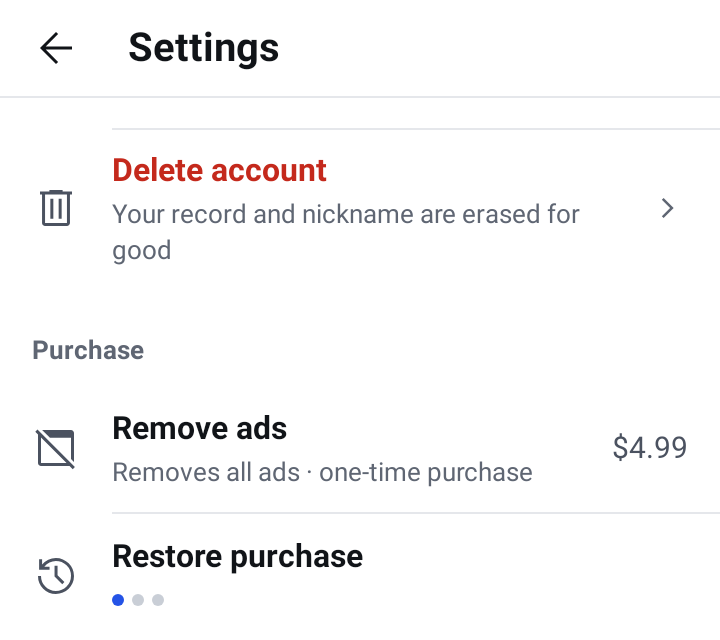 Settings
Delete account
Your record and nickname are erased for
good
Purchase
Remove ads
$4.99
Removes all ads · one-time purchase
Restore purchase